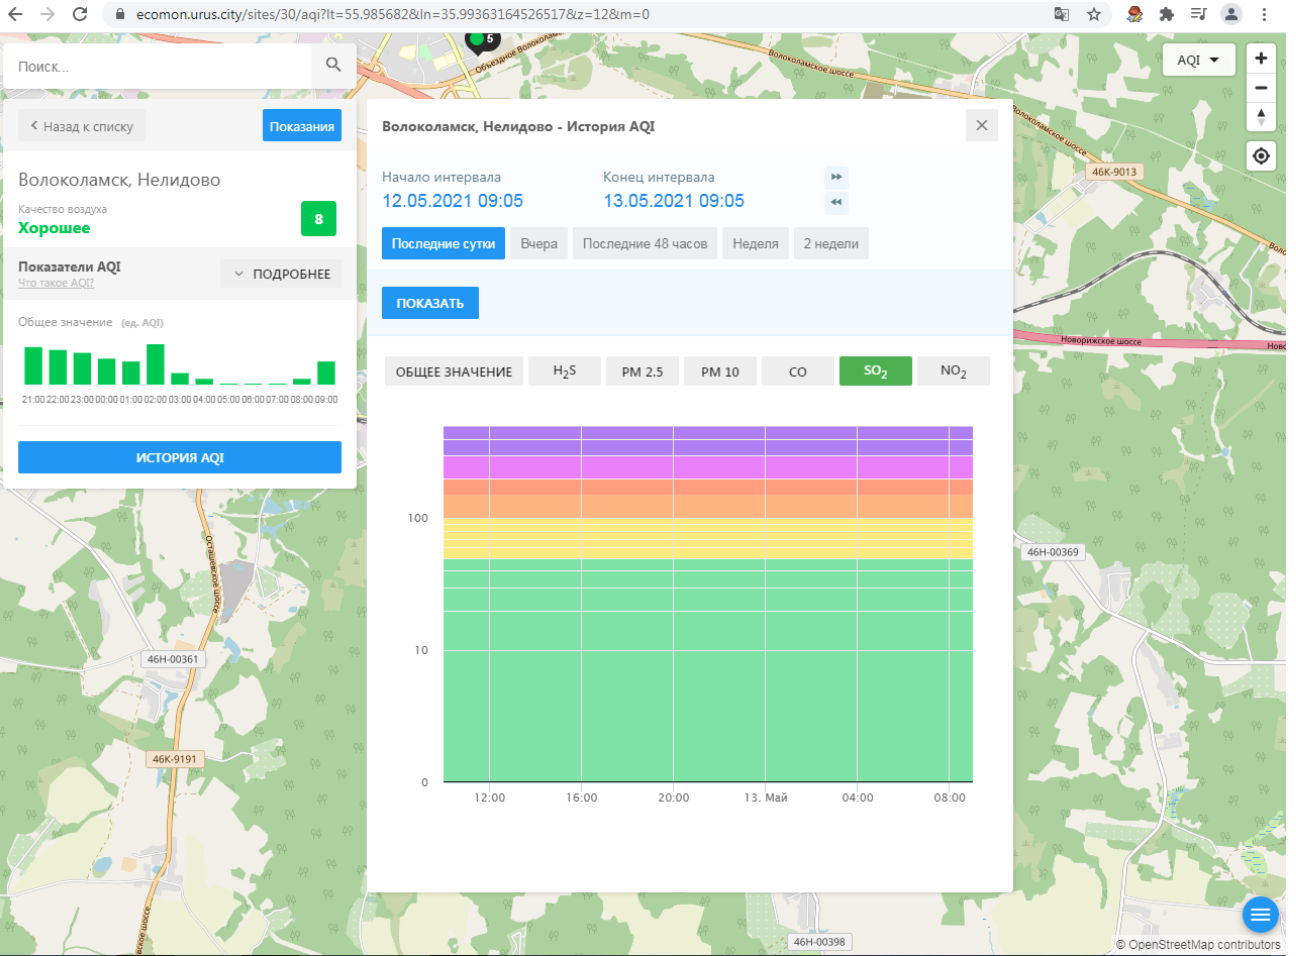 ecomon.urus.city/sites/30/aqi?lt=55.985682&ln=35.99363164526517&z=12&m=0
5
Объездное Волоколамск
Волоколамское шоссе
Поиск...
AQI
Назад к списку
Показания
Волоколамск, Нелидово
Качество воздуха
Хорошее
8
Показатели AQI
Что такое AQI?
ПОДРОБНЕЕ
Общее значение (ед. AQI)
21:00 22:00 23:00 00:00 01:00 02:00 03:00 04:00 05:00 06:00 07:00 08:00 09:00
ИСТОРИЯ AQI
Волоколамск, Нелидово - История AQI
Начало интервала
Конец интервала
12.05.2021 09:05
13.05.2021 09:05
Последние сутки
Вчера
Последние 48 часов
Неделя
2 недели
ПОКАЗАТЬ
ОБЩЕЕ ЗНАЧЕНИЕ
H2S
PM 2.5
PM 10
CO
SO2
NO2
100
10
0
12:00
16:00
20:00
13. Май
04:00
08:00
Волоколамское шоссе
46К-9013
Воло
Новорижское шоссе
Ново
46Н-00369
Осташевское шоссе
46Н-00361
46К-9191
ское шоссе
46Н-00398
© OpenStreetMap contributors